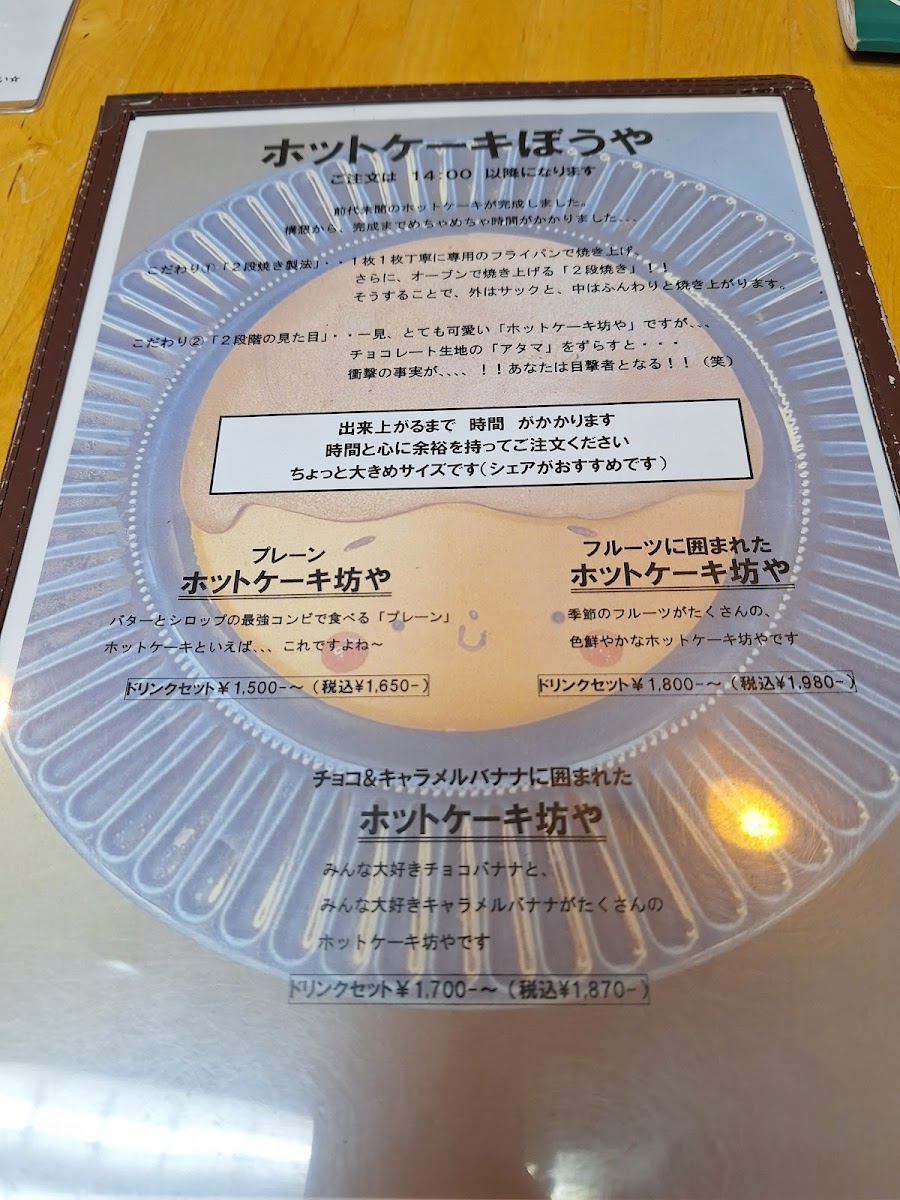 ホットケーキぼうや
ご注文は 14:00 以降になります
前代未聞のホットケーキが完成しました。
構想から、完成までめちゃめちゃ時間がかかりました、、、
こだわり①「2段焼き製法」・・1枚1枚丁寧に専用のフライパンで焼き上げ。
さらに、オーブンで焼き上げる「2段焼き」！！
そうすることで、外はサックと、中はふんわりと焼き上がります。
こだわり②「2段階の見た目」・・一見、とても可愛い「ホットケーキ坊や」ですが、、、
チョコレート生地の「アタマ」をずらすと・・・
衝撃の事実が、、、、！！あなたは目撃者となる！！（笑）
出来上がるまで 時間 がかかります
時間と心に余裕を持ってご注文ください
ちょっと大きめサイズです（シェアがおすすめです）
プレーン
ホットケーキ坊や
バターとシロップの最強コンビで食べる「プレーン」
ホットケーキといえば、、、これですよね～
ドリンクセット￥1,500-～（税込¥1,650-）
フルーツに囲まれた
ホットケーキ坊や
季節のフルーツがたくさんの、
色鮮やかなホットケーキ坊やです
ドリンクセット￥1,800-～（税込¥1,980-）
チョコ&キャラメルバナナに囲まれた
ホットケーキ坊や
みんな大好きチョコバナナと、
みんな大好きキャラメルバナナがたくさんの
ホットケーキ坊やです
ドリンクセット￥1,700-～（税込¥1,870-）